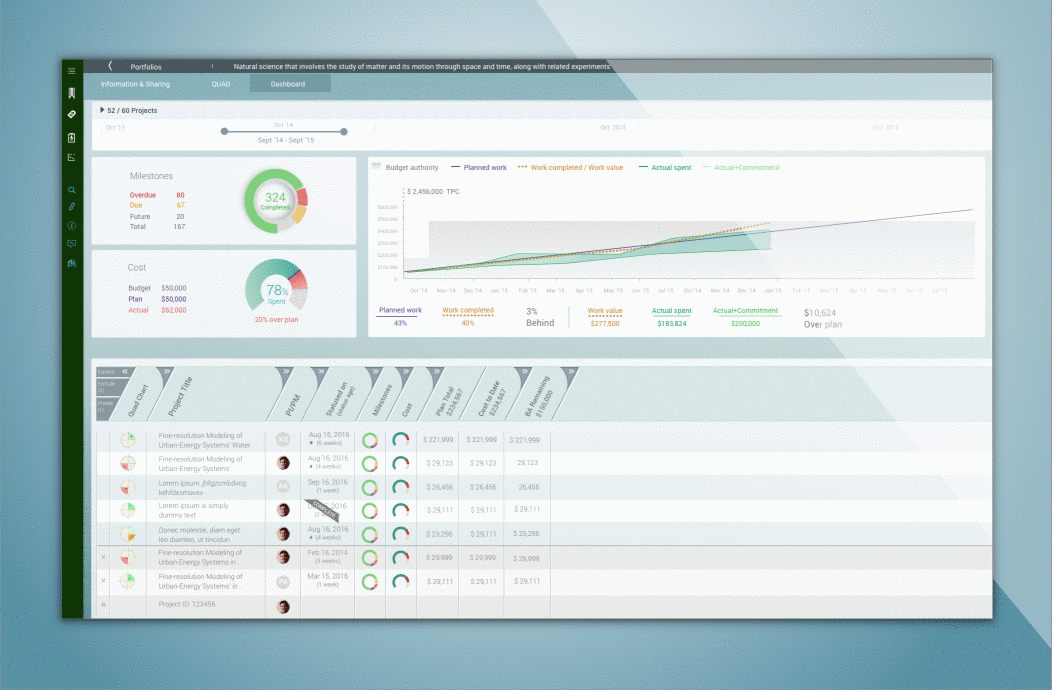 Portfolios
Natural science that involves the study of matter and its motion through space and time, along with related experiments
Information & Sharing
QUAD
Dashboard
52 / 60 Projects
Oct '13
Oct '14
Sept '14 - Sept '15
Oct '2015
Milestones
Overdue 80
Due 67
Future 20
Total 167
324
Completed
Cost
Budget $50,000
Plan $50,000
Actual $62,000
78%
Spent
20% over plan
Budget authority
Planned work
Work completed / Work value
Actual spent
Actual+Commitment
$ 2,456,000 TPC
$600,000
$500,000
$400,000
$300,000
$200,000
$100,000
Oct '14 Nov '14 Dec '14 Jan '15 Feb '15 Mar '15 Apr '15 May '15 Jun '15 Jul '15 Oct '14 Nov '14 Dec '14 Jan '15 Feb '15 Mar '15 Apr '15 May '15 Jun '15 Jul '15
Planned work
43%
Work completed
40%
3%
Behind
Work value
$277,500
Actual spent
$183,824
Actual+Commitment
$200,000
$10,624
Over plan
Expand
Exclude
(2)
Private
(1)
Quad Chart
Project Title
PI/PM
Statused on
(status age)
Milestones
Cost
Plan Total
$234,567
Cost to Date
$234,567
BA Remaining
$150,000
Fine-resolution Modeling of
Urban-Energy Systems' Water
KS
Aug 15, 2016
(6 weeks)
$ 221,999 $ 221,999 $ 221,999
Fine-resolution Modeling of
Urban-Energy Systems
Aug 16, 2016
(4 weeks)
$ 29,123 $ 29,123 29,123
Lorem ipsum .jhfgzcmbdvcg
kehfdxsmavxv..
AK
Sep 16, 2016
(1 week)
$ 26,456 $ 26,456 26,456
Lorem Ipsum is simply
dummy text
COMPLETE
$ 29,111 $ 29,111 $ 29,111
Donec molestie, diam eget
leo diamleo, ut tincidun
Aug 16, 2016
(4 weeks)
$ 23,256 $ 29,111 $ 23,256
Fine-resolution Modeling of
Urban-Energy Systems in
Feb 16, 2014
(3 weeks)
$ 29,999 $ 29,999 $ 29,999
Fine-resolution Modeling of
Urban-Energy Systems' in
PA
Mar 15, 2016
(1 week)
$ 29,111 $ 29,111 $ 29,111
Project ID: 123456